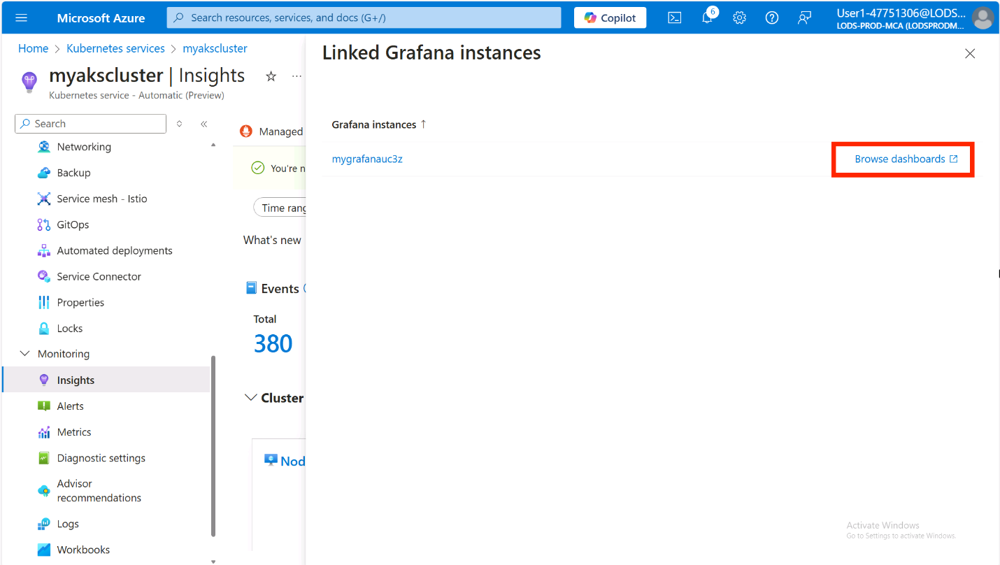 Microsoft Azure
Search resources, services, and docs (G+/)
Copilot
6
User1-47751306@LODS...
LODS-PROD-MCA (LODSPRODM...
Home > Kubernetes services > myakscluster
myakscluster | Insights
...
Kubernetes service - Automatic (Preview)
Search
Networking
Backup
Service mesh - Istio
GitOps
Automated deployments
Service Connector
Properties
Locks
Monitoring
Insights
Alerts
Metrics
Diagnostic settings
Advisor
recommendations
Logs
Workbooks
Managed
You're n
Time rang
What's new
Events
Total
380
Cluster
Nod
Linked Grafana instances
Grafana instances ↑
mygrafanauc3z
Browse dashboards
Activate Windows
Go to Settings to activate Windows.